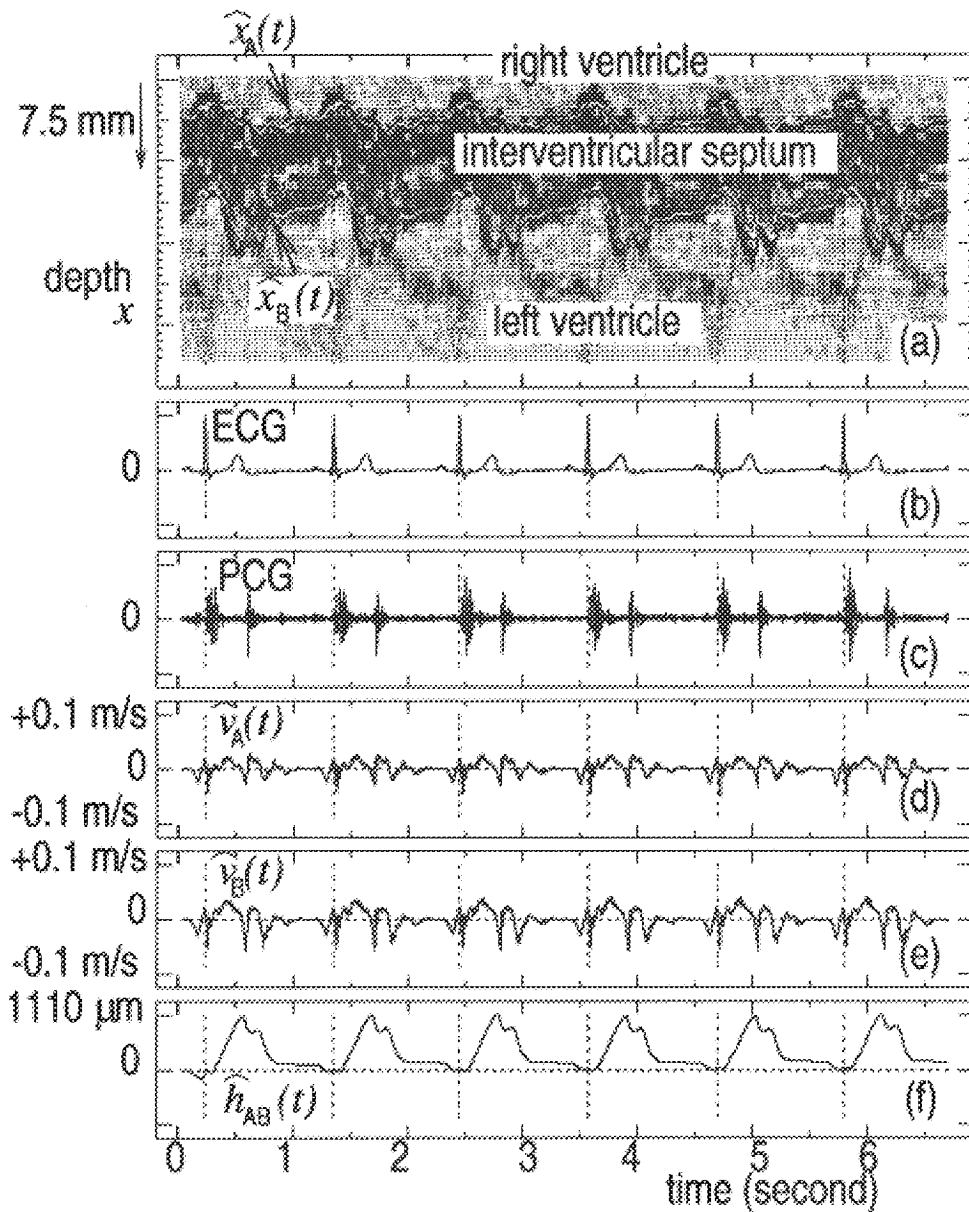 x̂A(t)
right ventricle
7.5 mm
interventricular septum
depth
x
x̂B(t)
left ventricle
(a)
ECG
0
(b)
PCG
0
(c)
+0.1 m/s
v̂A(t)
0
-0.1 m/s
(d)
+0.1 m/s
v̂B(t)
0
-0.1 m/s
(e)
1110 μm
0
ĥAB(t)
(f)
0 1 2 3 4 5 6
time (second)